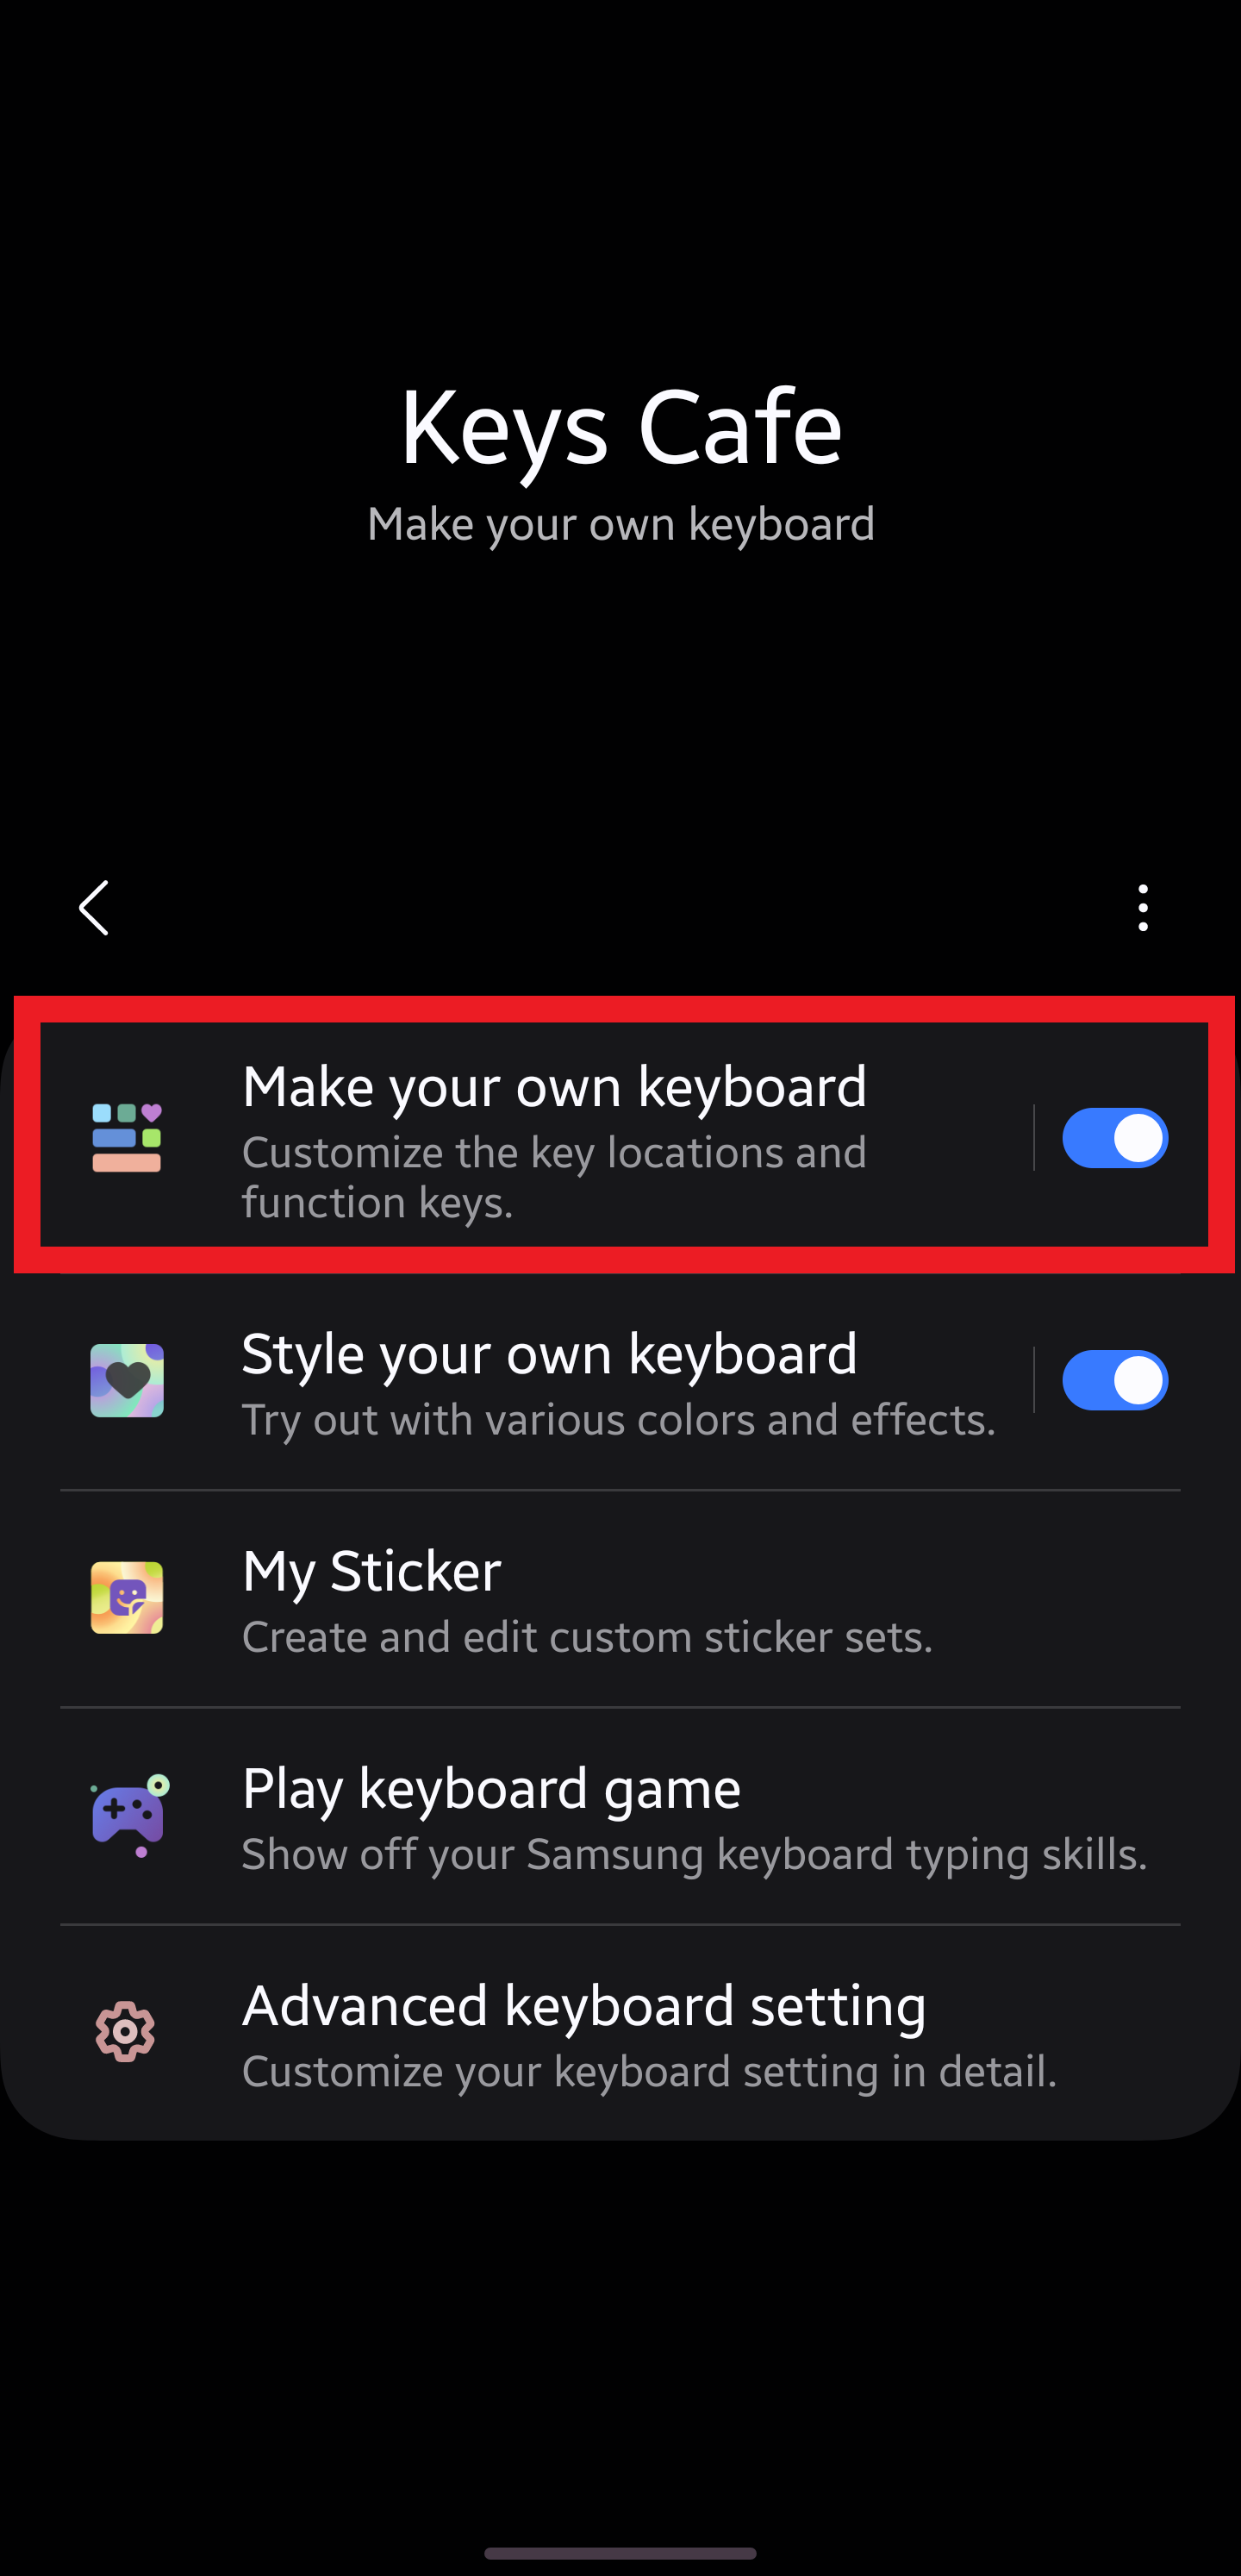 Keys Cafe
Make your own keyboard
Make your own keyboard
Customize the key locations and
function keys.
Style your own keyboard
Try out with various colors and effects.
My Sticker
Create and edit custom sticker sets.
Play keyboard game
Show off your Samsung keyboard typing skills.
Advanced keyboard setting
Customize your keyboard setting in detail.